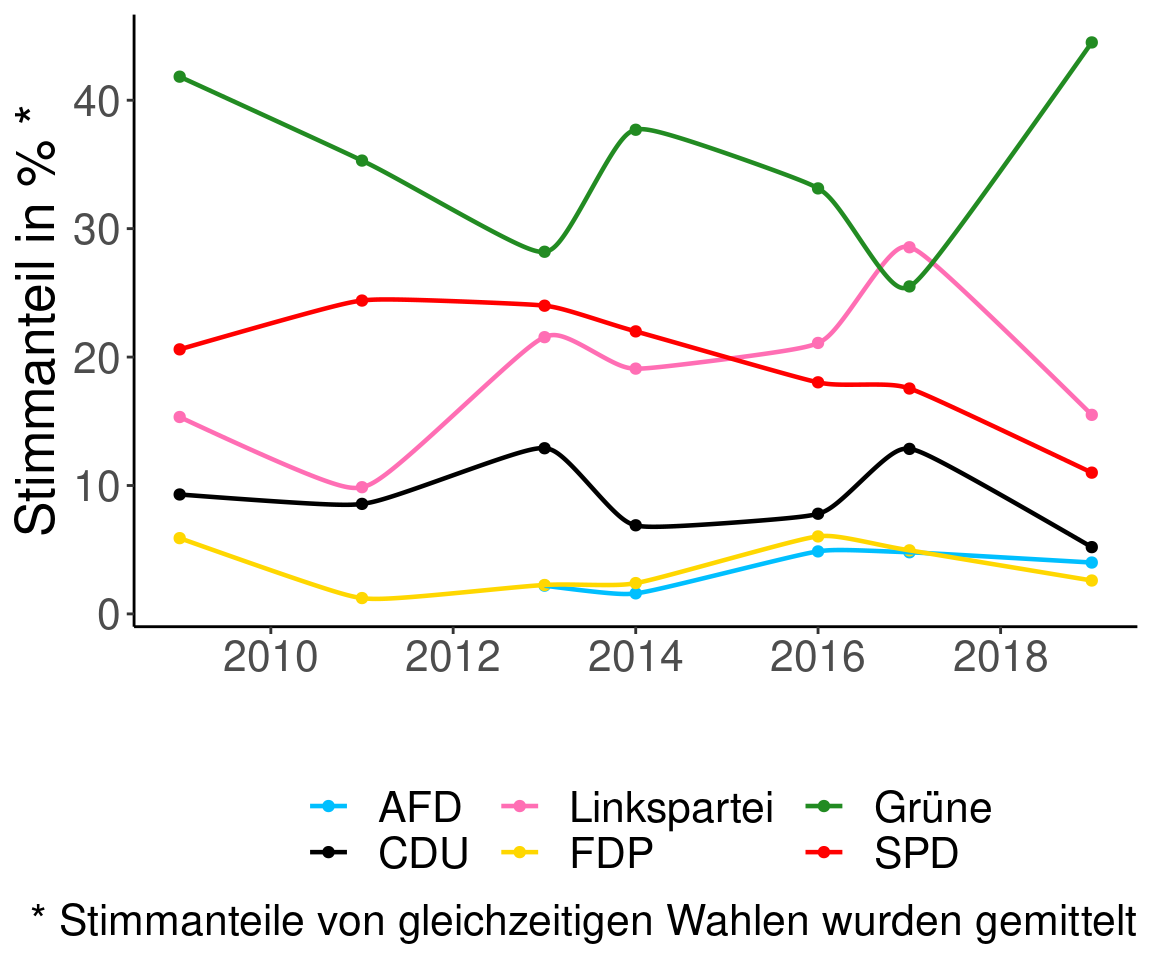 Stimmanteil in % *
40
30
20
10
0
2010 2012 2014 2016 2018
AFD Linkspartei Grüne
CDU FDP SPD
* Stimmanteile von gleichzeitigen Wahlen wurden gemittelt